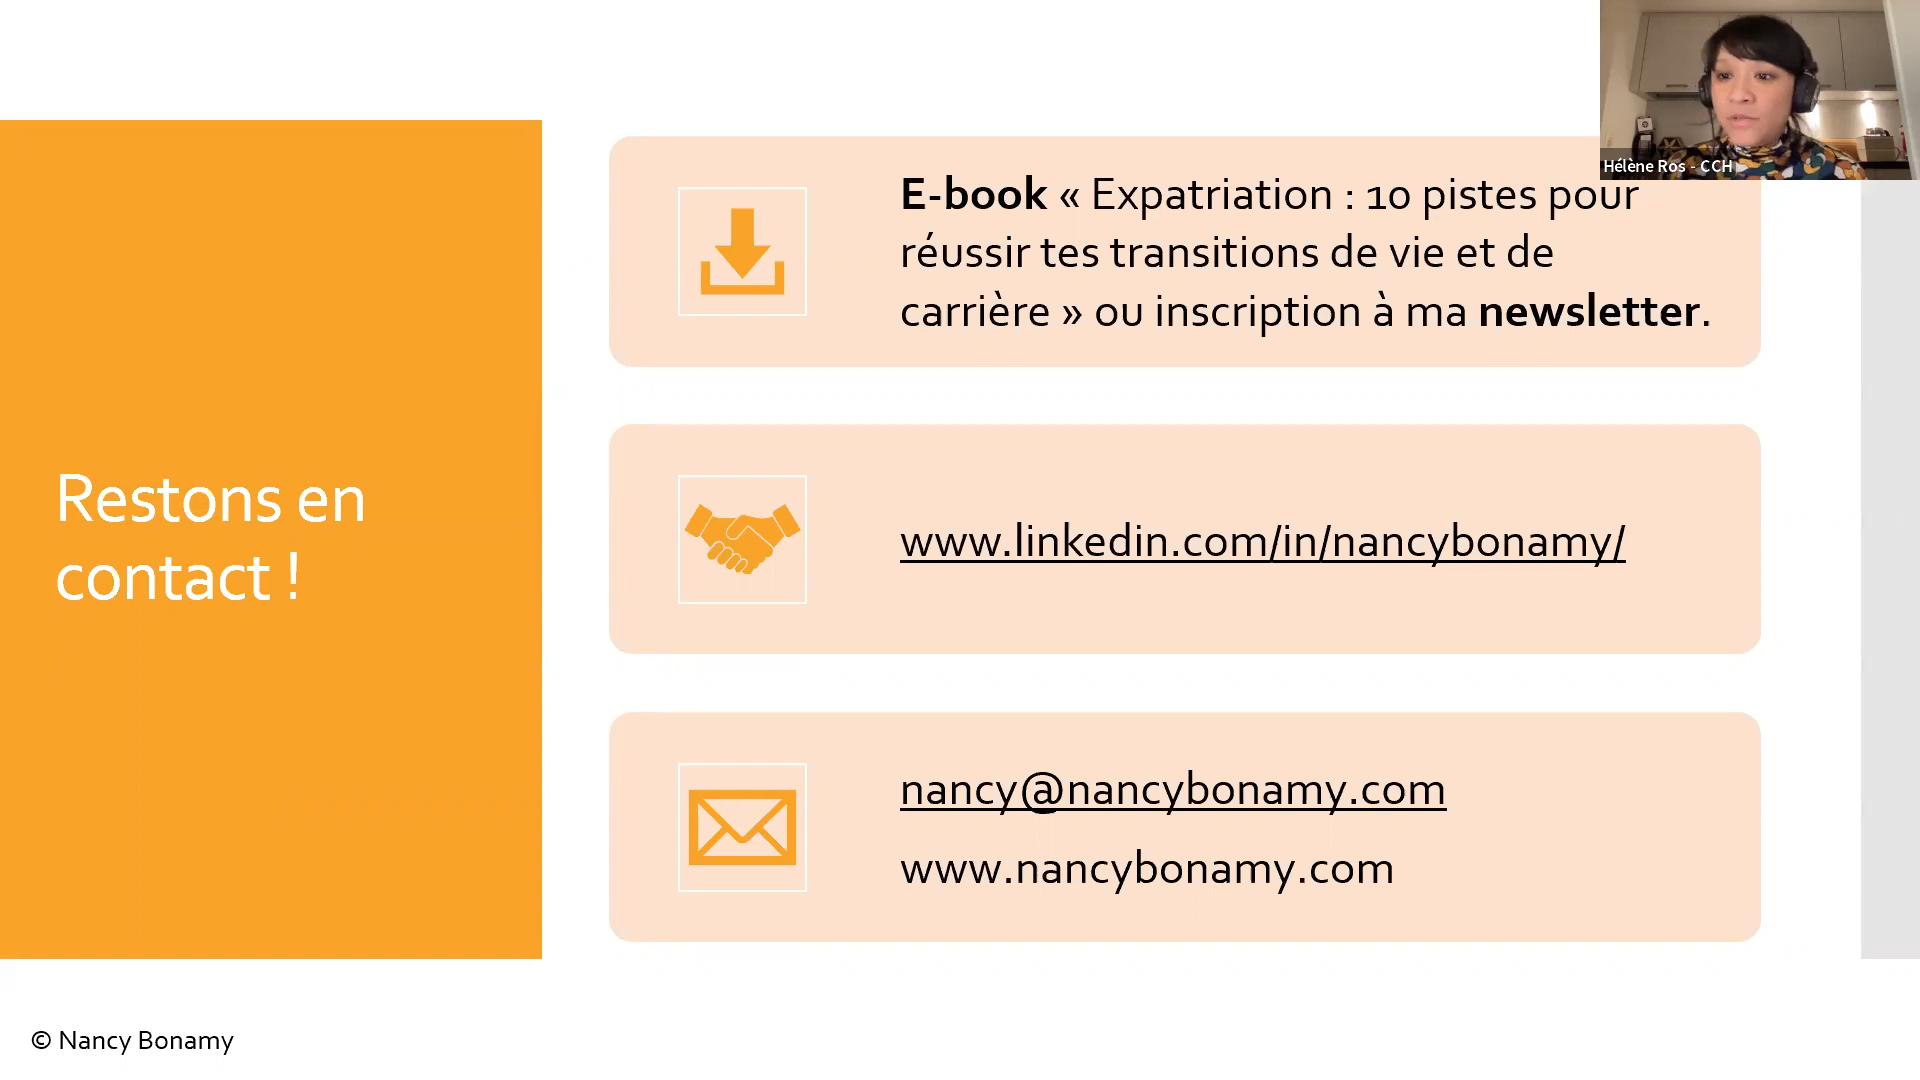 Hélène Ros - CCH
E-book « Expatriation : 10 pistes pour
réussir tes transitions de vie et de
carrière » ou inscription à ma newsletter.
Restons en
contact !
www.linkedin.com/in/nancybonamy/
nancy@nancybonamy.com
www.nancybonamy.com
© Nancy Bonamy